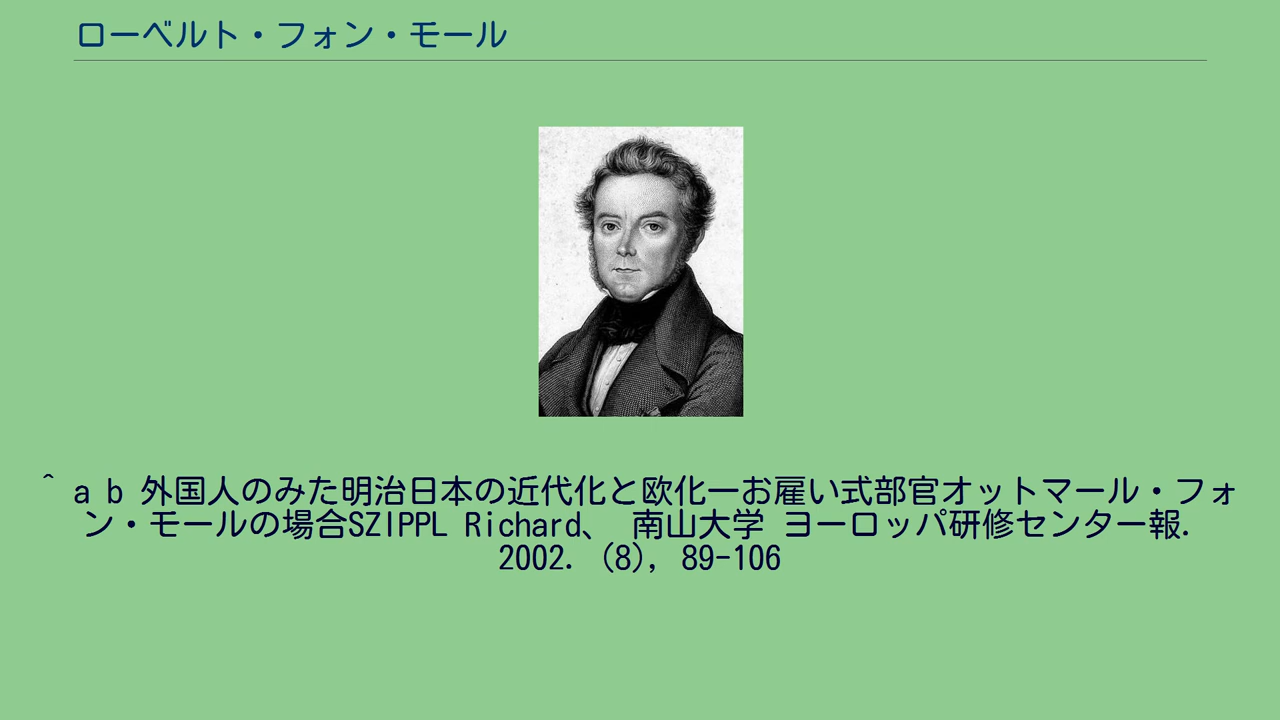 ローベルト・フォン・モール
^ a b 外国人のみた明治日本の近代化と欧化ーお雇い式部官オットマール・フォ
ン・モールの場合SZIPPL Richard、 南山大学 ヨーロッパ研修センター報.
2002. (8), 89-106